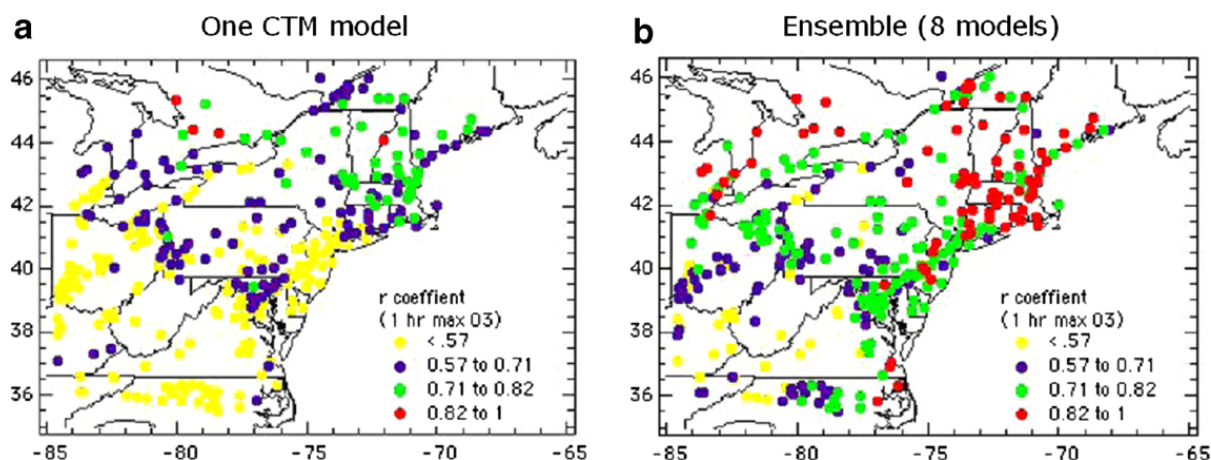 a One CTM model
46
44
42
40
38
36
r coeffient
(1 hr max 03)
<.57
0.57 to 0.71
0.71 to 0.82
0.82 to 1
-85 -80 -75 -70 -65
b Ensemble (8 models)
46
44
42
40
38
36
r coeffient
(1 hr max 03)
<.57
0.57 to 0.71
0.71 to 0.82
0.82 to 1
-85 -80 -75 -70 -65